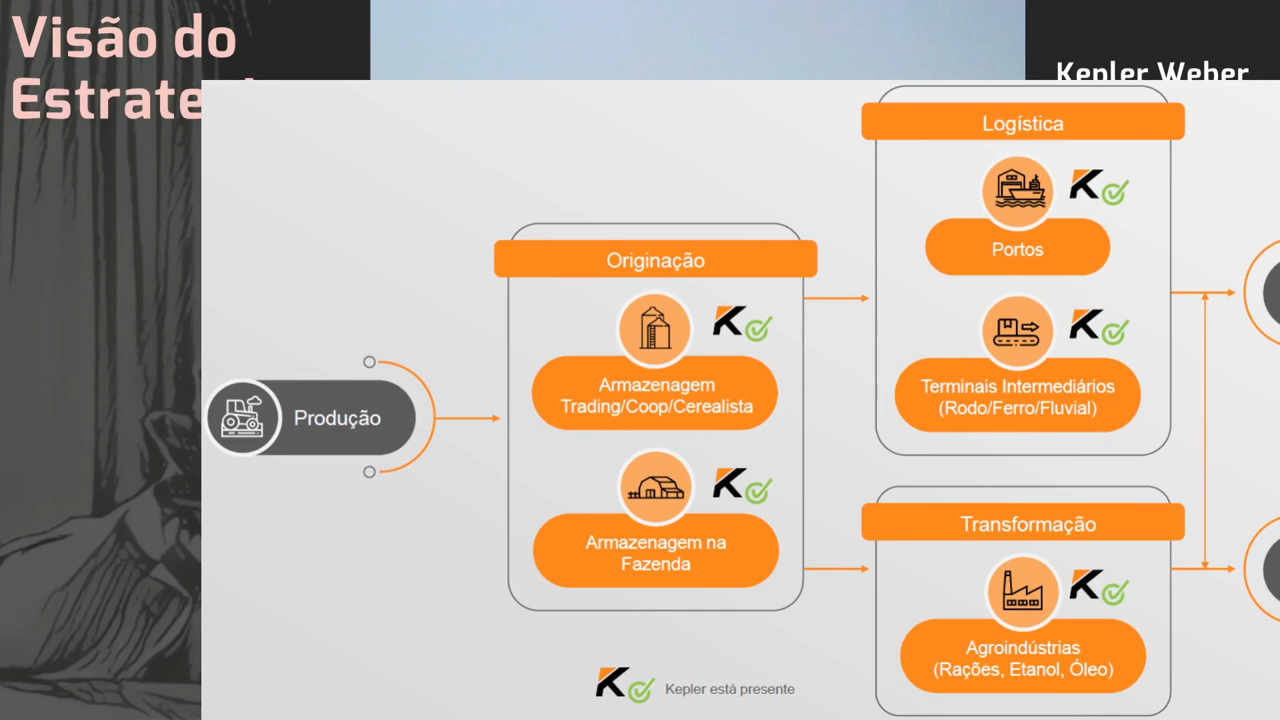 Visão do
Kepler Weber
Logística
Portos
Originação
Terminais Intermediários
(Rodo/Ferro/Fluvial)
Armazenagem
Trading/Coop/Cerealista
Produção
Armazenagem na
Fazenda
Transformação
Agroindústrias
(Rações, Etanol, Óleo)
Kepler está presente